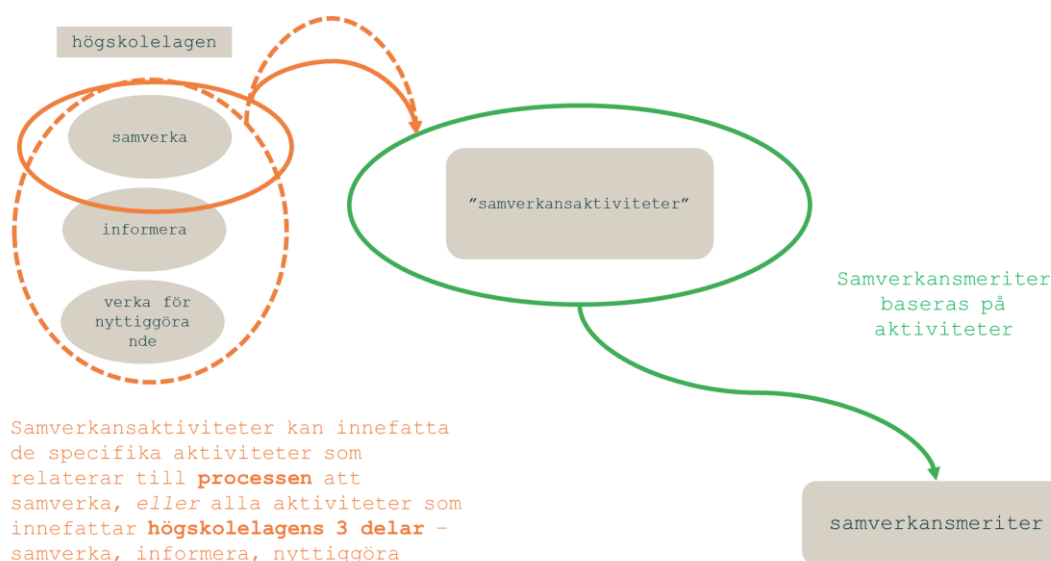 högskolelagen
samverka
informera
verka för
nyttiggöra
nde
"samverkansaktiviteter"
Samverkansmeriter
baseras på
aktiviteter
Samverkansaktiviteter kan innefatta
de specifika aktiviteter som
relaterar till processen att
samverka, eller alla aktiviteter som
innefattar högskolelagens 3 delar –
samverka, informera, nyttiggöra
samverkansmeriter